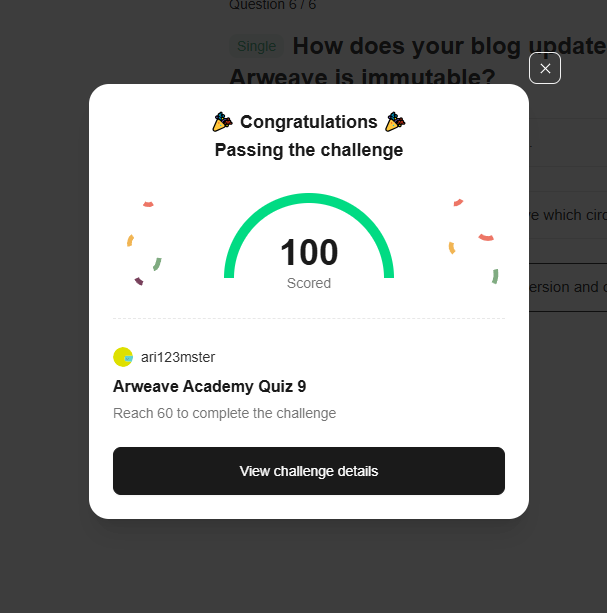 Question 6 / 6
Single How does your blog update
Arweave is immutable?
Congratulations
Passing the challenge
ve which circ
100
Scored
ersion and
ari123mster
Arweave Academy Quiz 9
Reach 60 to complete the challenge
View challenge details